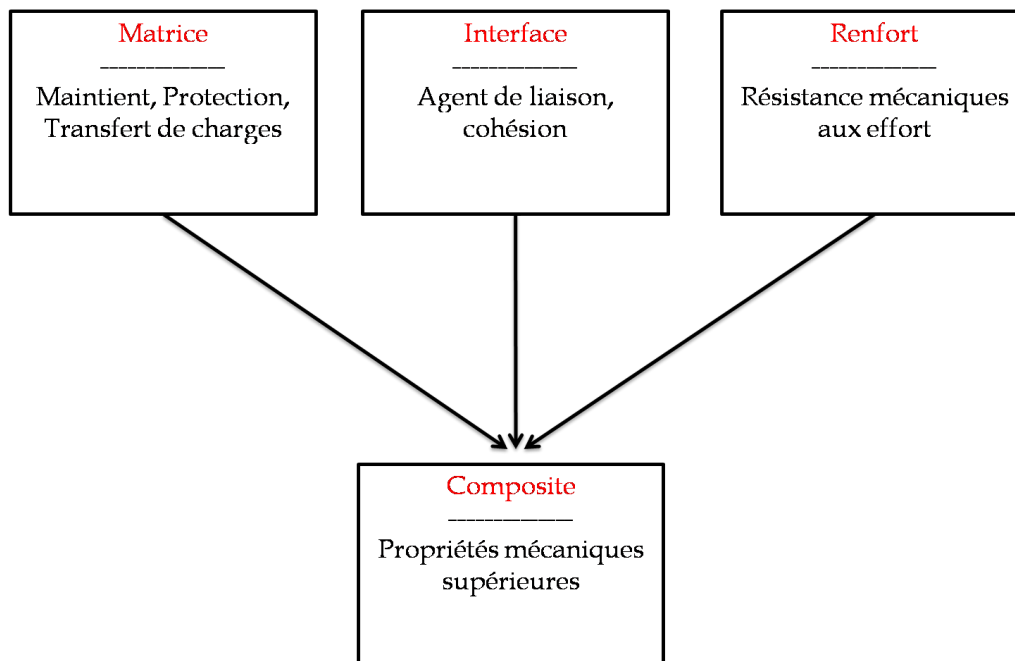 Matrice
Maintient, Protection,
Transfert de charges
Interface
Agent de liaison,
cohésion
Renfort
Résistance mécaniques
aux effort
Composite
Propriétés mécaniques
supérieures